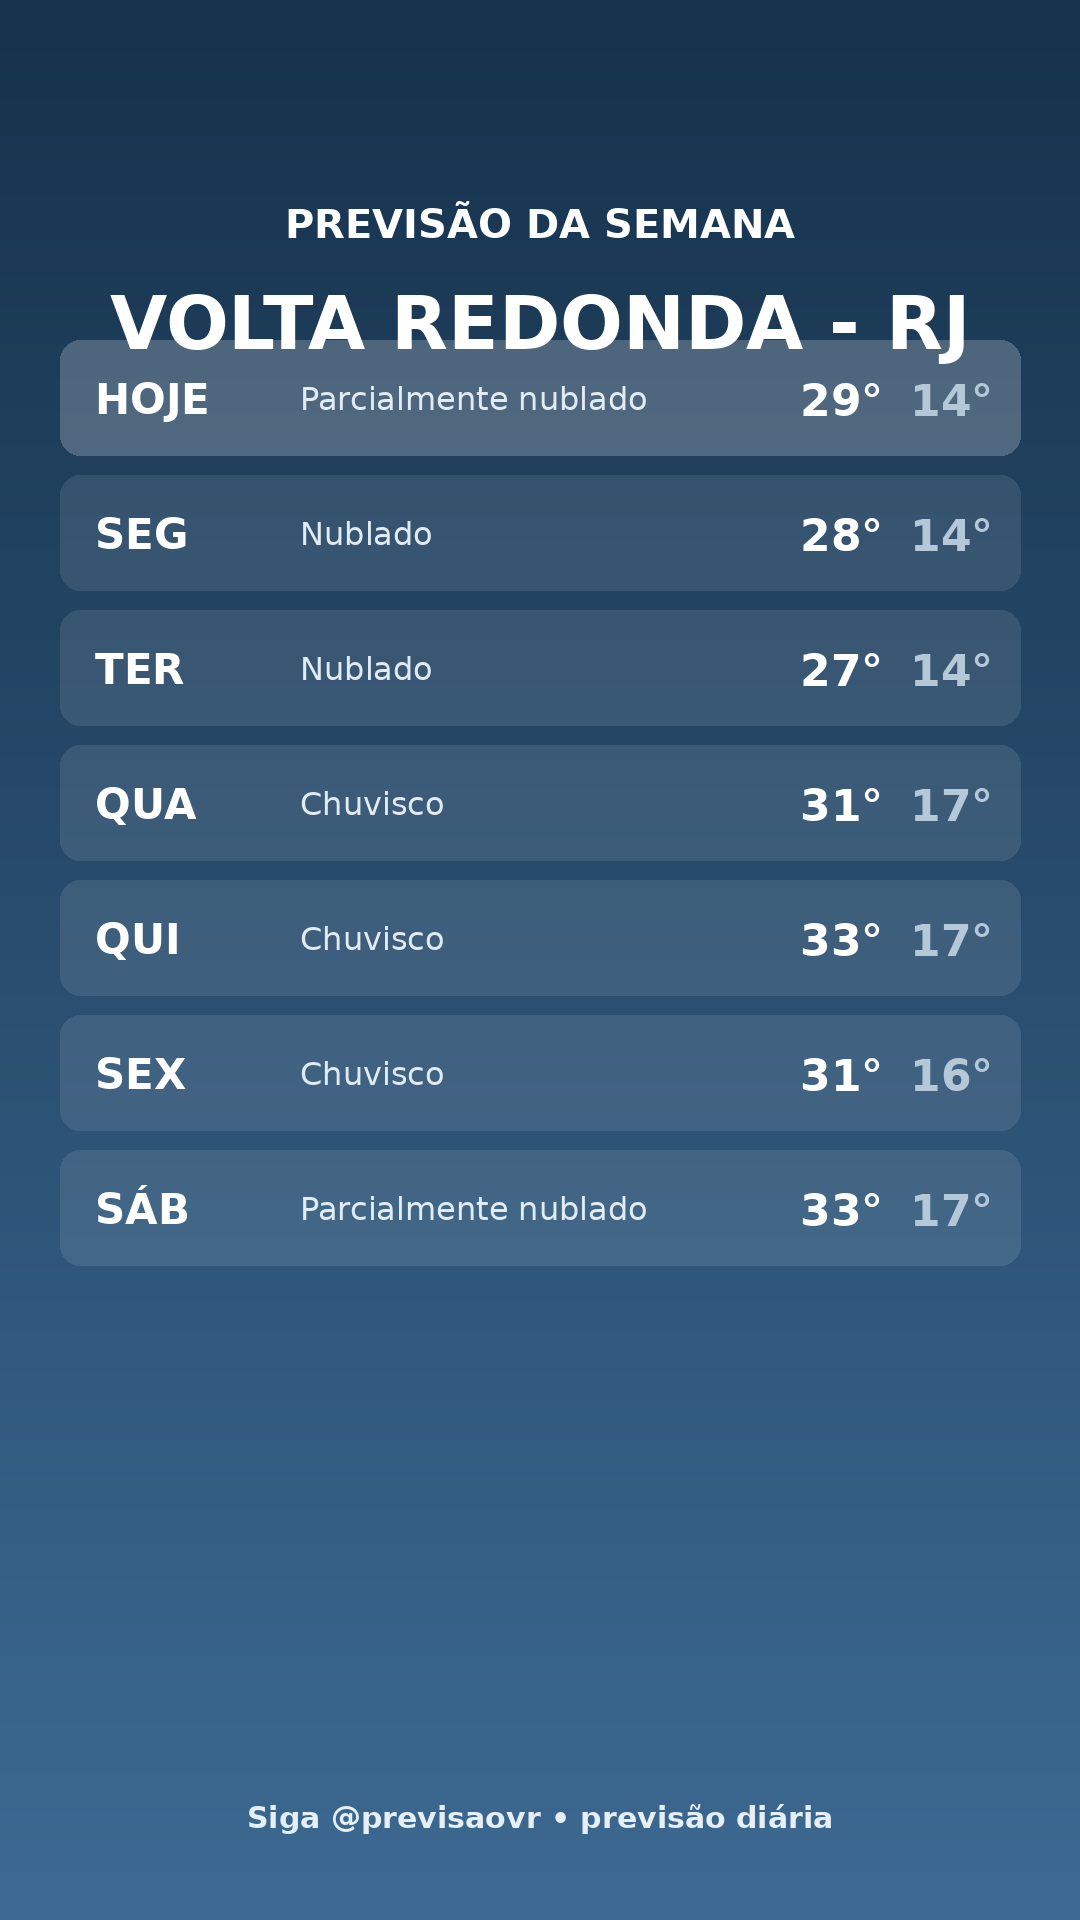 PREVISÃO DA SEMANA
VOLTA REDONDA - RJ
HOJE Parcialmente nublado 29° 14°
SEG Nublado 28° 14°
TER Nublado 27° 14°
QUA Chuvisco 31° 17°
QUI Chuvisco 33° 17°
SEX Chuvisco 31° 16°
SÁB Parcialmente nublado 33° 17°
Siga @previsaovr • previsão diária